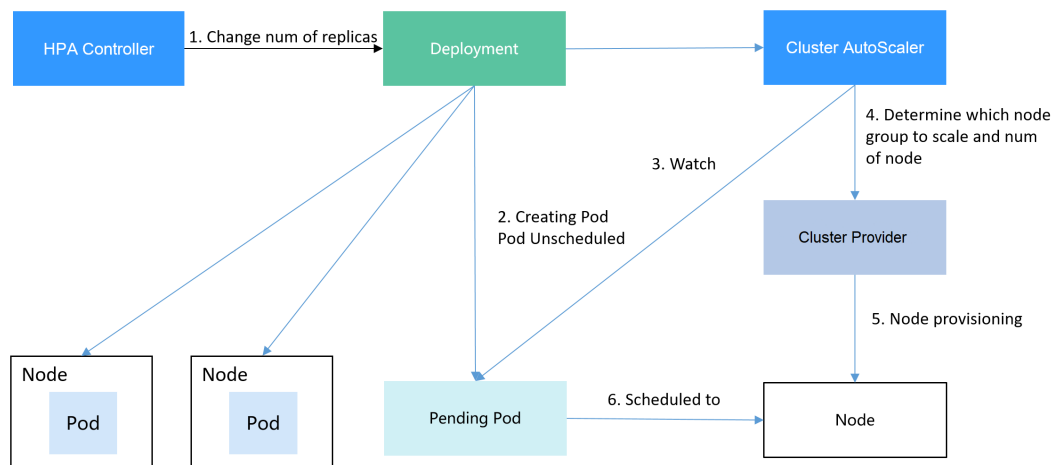 HPA Controller
1. Change num of replicas
Deployment
Cluster AutoScaler
4. Determine which node
group to scale and num
of node
3. Watch
2. Creating Pod
Pod Unscheduled
Cluster Provider
5. Node provisioning
Node
Pod
Node
Pod
Pending Pod
6. Scheduled to
Node